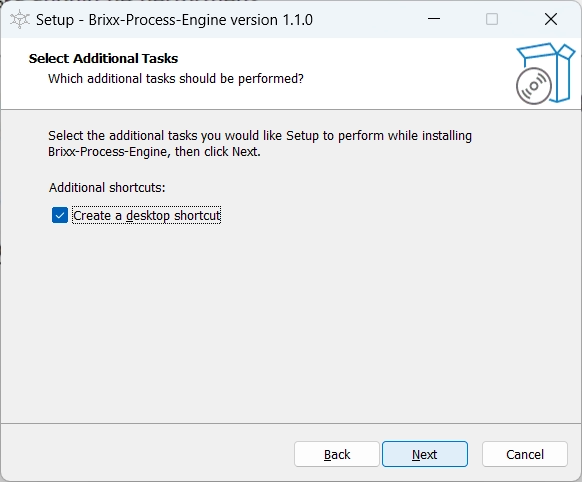 Setup - Brixx-Process-Engine version 1.1.0
Select Additional Tasks
Which additional tasks should be performed?
Select the additional tasks you would like Setup to perform while installing
Brixx-Process-Engine, then click Next.
Additional shortcuts:
Create a desktop shortcut
Back
Next
Cancel